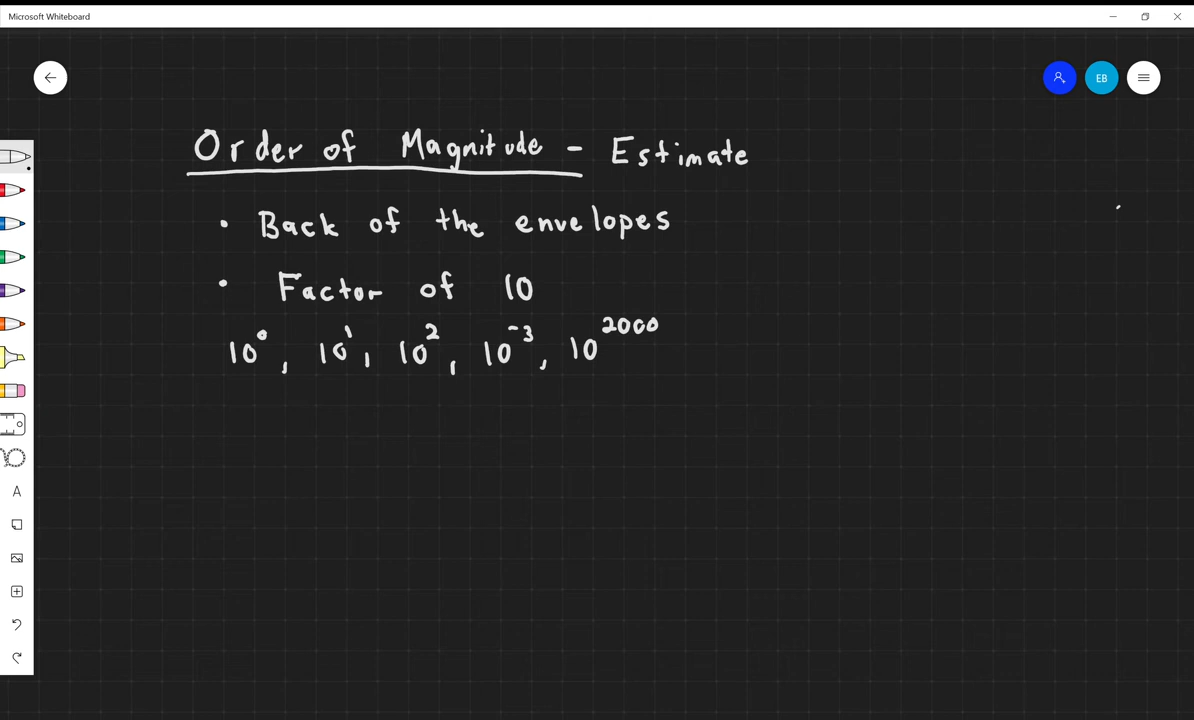 Microsoft Whiteboard
EB
Order of Magnitude - Estimate
• Back of the envelopes
• Factor of 10
10⁰, 10¹, 10², 10⁻³, 10²⁰⁰⁰
A